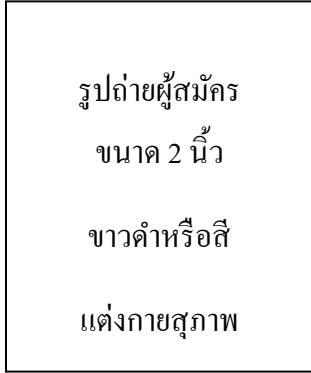 รูปถ่ายผู้สมัคร
ขนาด 2 นิ้ว
ขาวดำหรือสี
แต่งกายสุภาพ